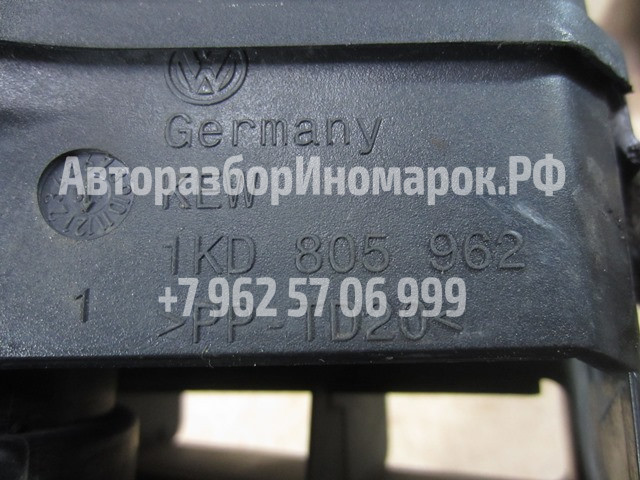 Germany
АвторазборИномарок.РФ
KEW
1KD 805 962
1
+7 962 57 06 999
>PP-TD20<